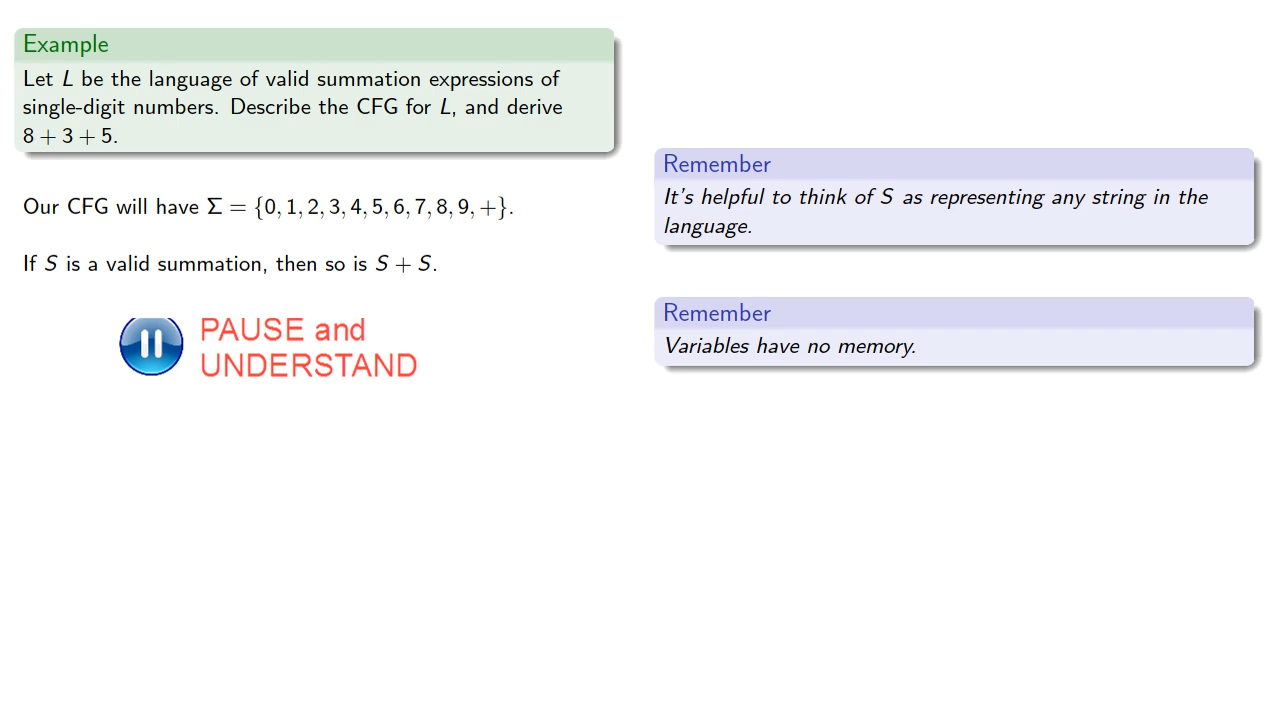 Example
Let L be the language of valid summation expressions of
single-digit numbers. Describe the CFG for L, and derive
8 + 3 + 5.
Our CFG will have Σ = {0, 1, 2, 3, 4, 5, 6, 7, 8, 9, +}.
If S is a valid summation, then so is S + S.
PAUSE and
UNDERSTAND
Remember
It's helpful to think of S as representing any string in the
language.
Remember
Variables have no memory.